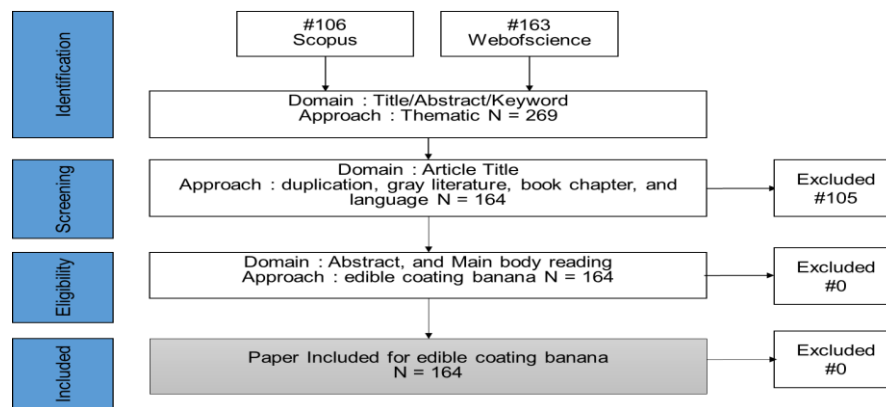 Identification
#106
Scopus
#163
Webofscience
Domain : Title/Abstract/Keyword
Approach : Thematic N = 269
Screening
Domain : Article Title
Approach : duplication, gray literature, book chapter, and
language N = 164
Excluded
#105
Eligibility
Domain : Abstract, and Main body reading
Approach : edible coating banana N = 164
Excluded
#0
Included
Paper Included for edible coating banana
N = 164
Excluded
#0